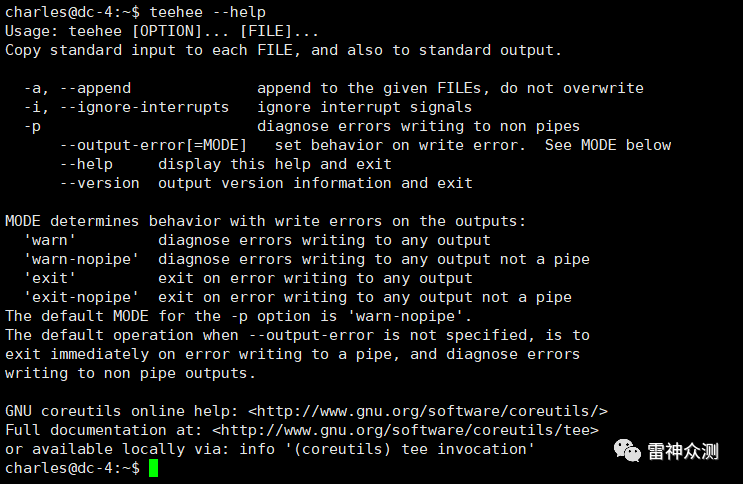 charles@dc-4:~$ teehee --help
Usage: teehee [OPTION]... [FILE]...
Copy standard input to each FILE, and also to standard output.
-a, --append append to the given FILEs, do not overwrite
-i, --ignore-interrupts ignore interrupt signals
-p diagnose errors writing to non pipes
--output-error[=MODE] set behavior on write error. See MODE below
--help display this help and exit
--version output version information and exit
MODE determines behavior with write errors on the outputs:
'warn' diagnose errors writing to any output
'warn-nopipe' diagnose errors writing to any output not a pipe
'exit' exit on error writing to any output
'exit-nopipe' exit on error writing to any output not a pipe
The default MODE for the -p option is 'warn-nopipe'.
The default operation when --output-error is not specified, is to
exit immediately on error writing to a pipe, and diagnose errors
writing to non pipe outputs.
GNU coreutils online help: <http://www.gnu.org/software/coreutils/>
Full documentation at: <http://www.gnu.org/software/coreutils/tee>
or available locally via: info '(coreutils) tee invocation'
charles@dc-4:~$
雷神众测